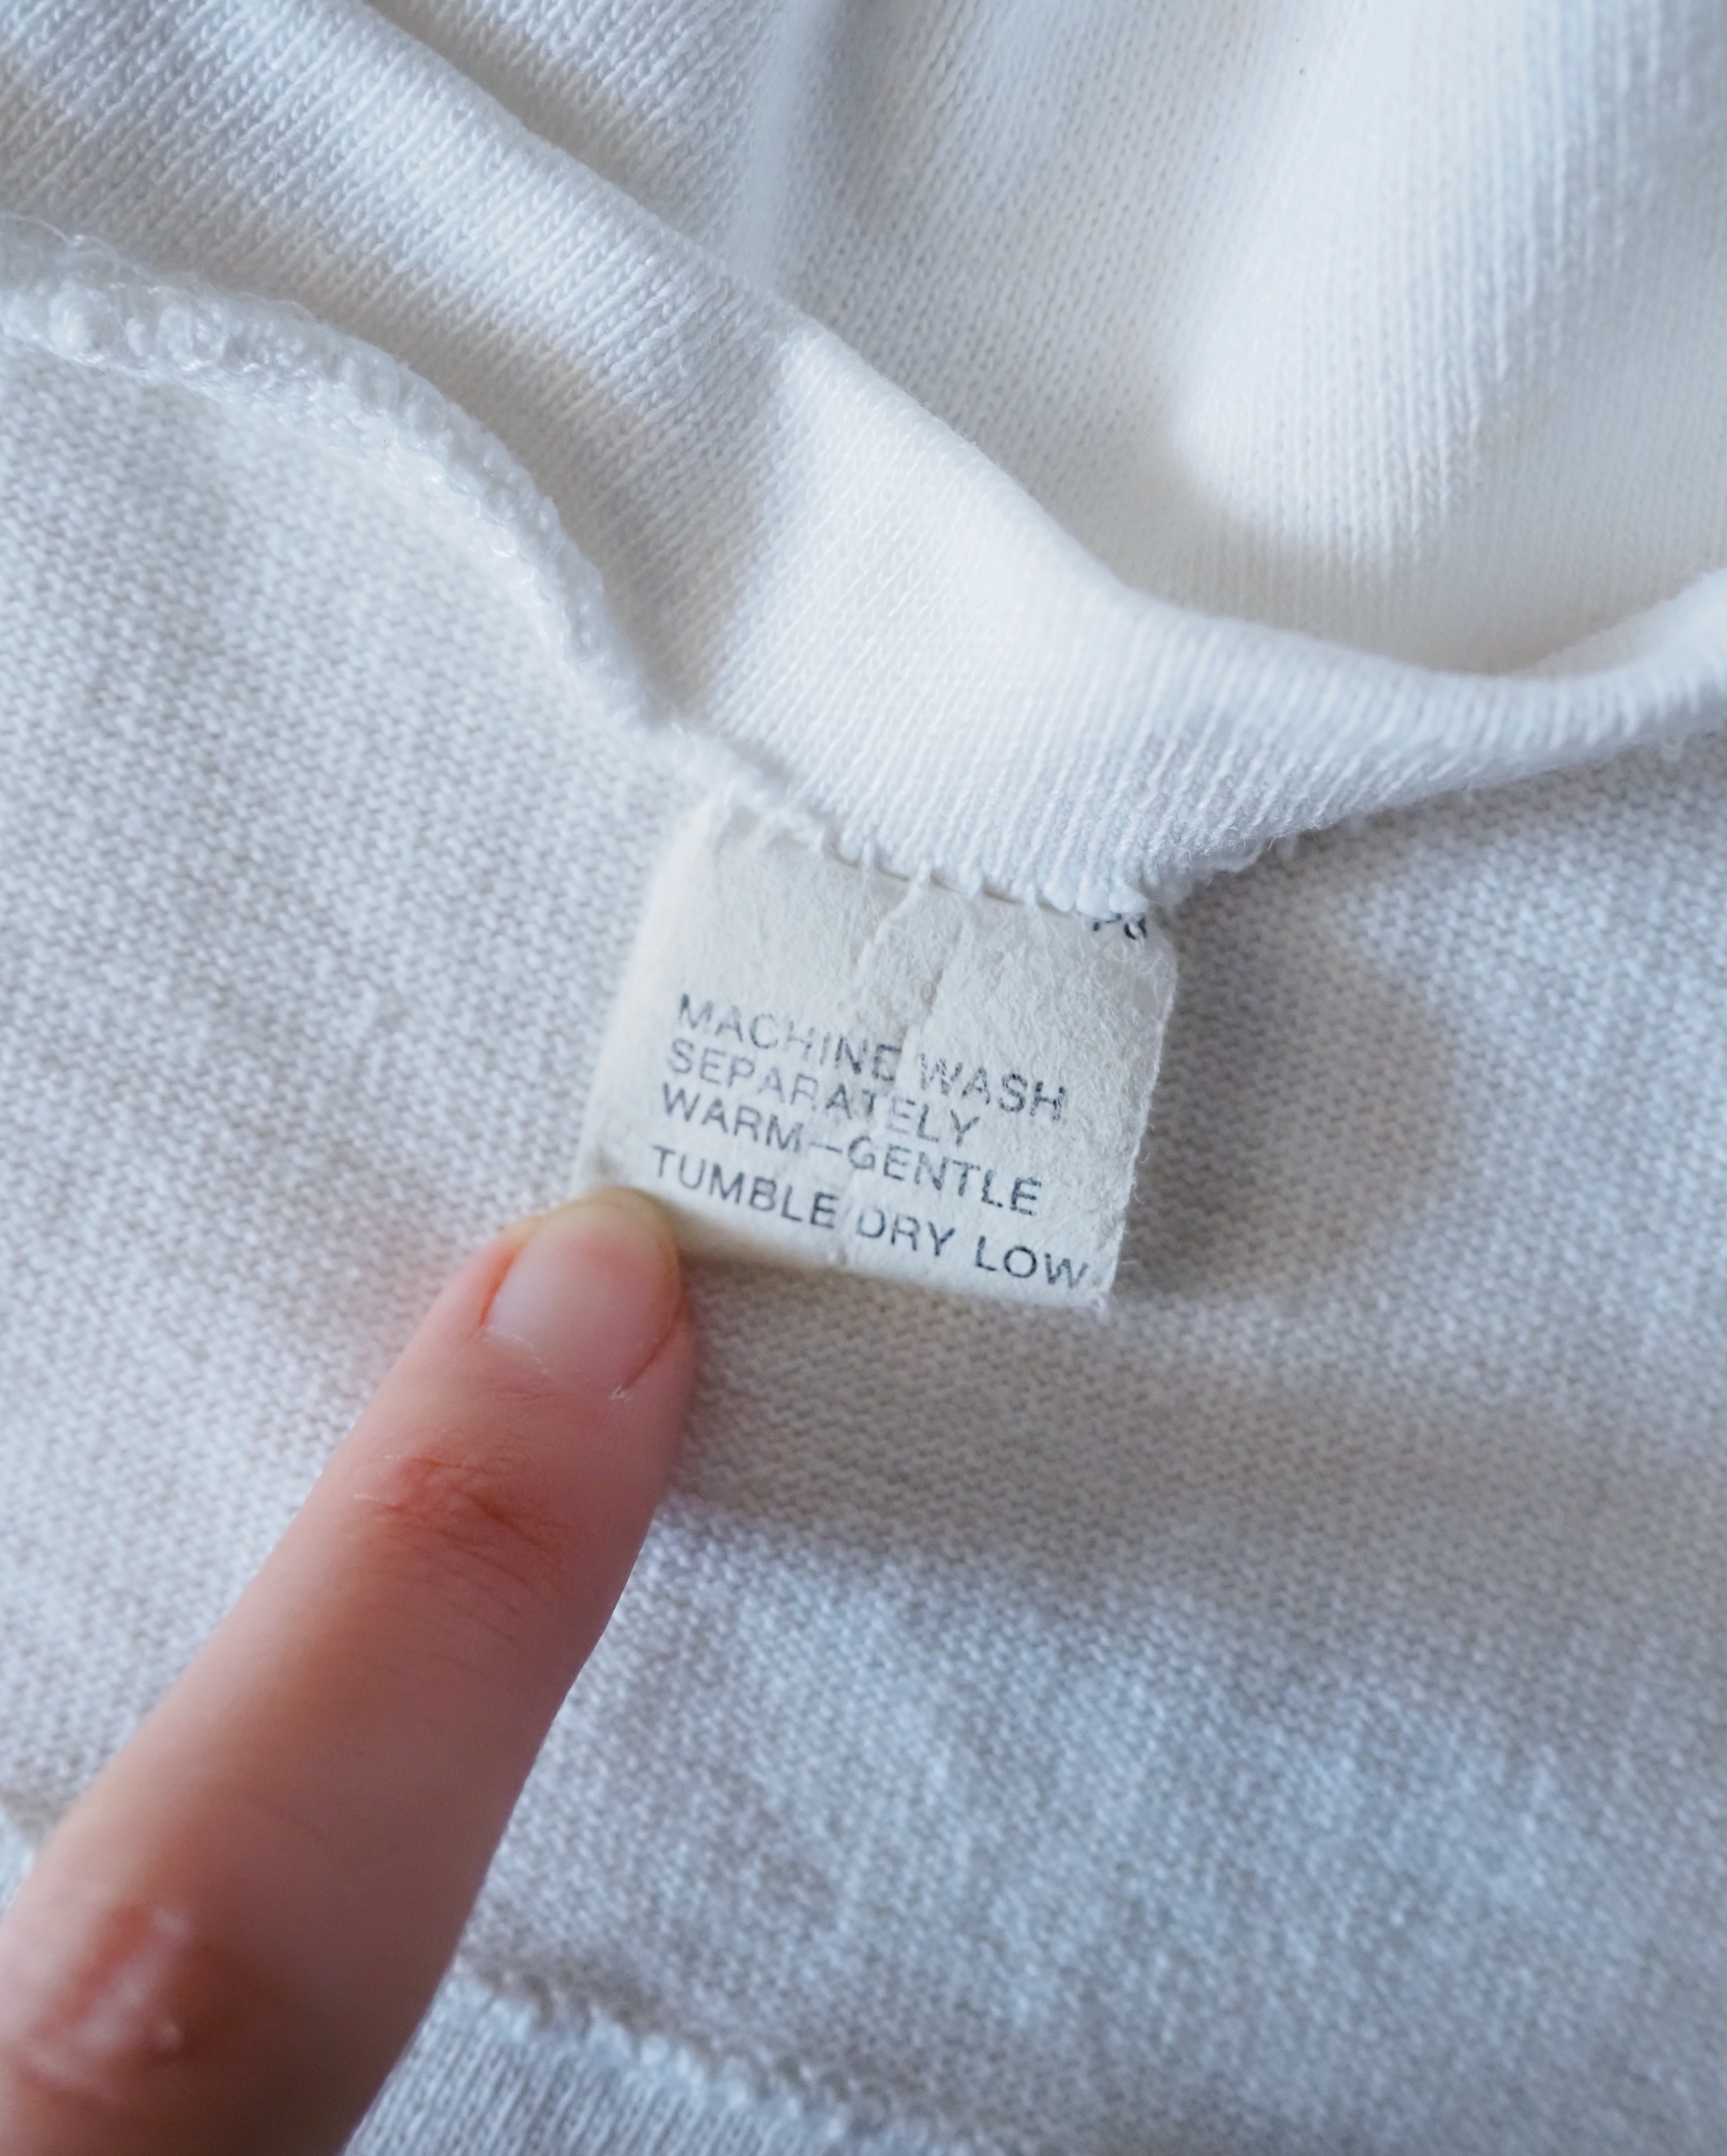 MACHINE WASH
SEPARATELY
WARM—GENTLE
TUMBLE DRY LOW